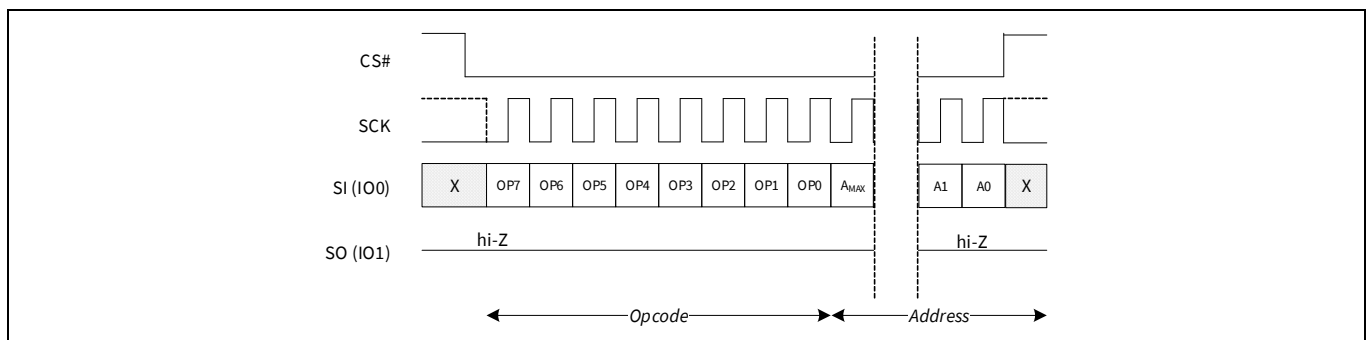 CS#
SCK
SI (IO0) X OP7 OP6 OP5 OP4 OP3 OP2 OP1 OP0 AMAX A1 A0 X
hi-Z hi-Z
SO (IO1)
Opcode Address